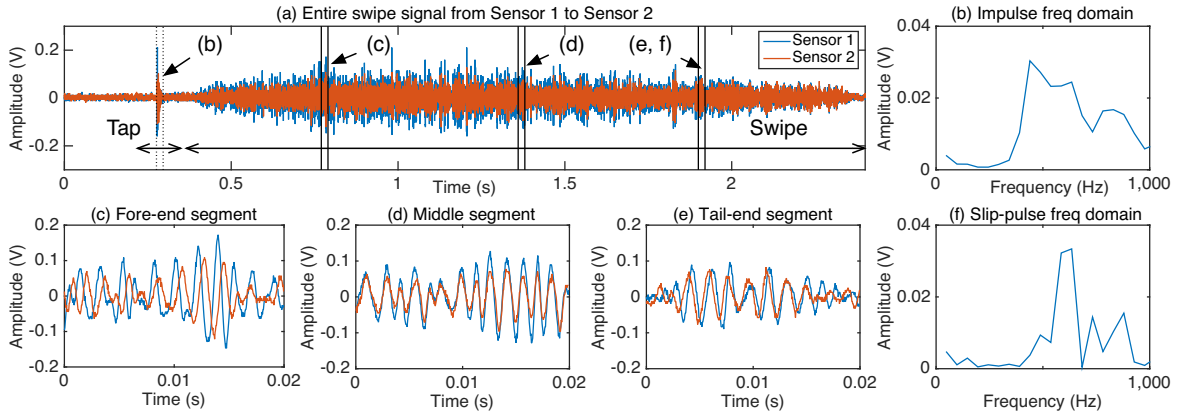 (a) Entire swipe signal from Sensor 1 to Sensor 2
Amplitude (V)
0.2
0
-0.2
(b)
(c)
(d)
(e, f)
Sensor 1
Sensor 2
Tap
Swipe
0
0.5
1
1.5
2
Time (s)
(b) Impulse freq domain
Amplitude (V)
0.04
0.02
0
0
1,000
Frequency (Hz)
(c) Fore-end segment
Amplitude (V)
0.2
0.1
0
-0.1
-0.2
0
0.01
0.02
Time (s)
(d) Middle segment
Amplitude (V)
0.2
0.1
0
-0.1
-0.2
0
0.01
0.02
Time (s)
(e) Tail-end segment
Amplitude (V)
0.2
0.1
0
-0.1
-0.2
0
0.01
0.02
Time (s)
(f) Slip-pulse freq domain
Amplitude (V)
0.04
0.02
0
0
1,000
Frequency (Hz)